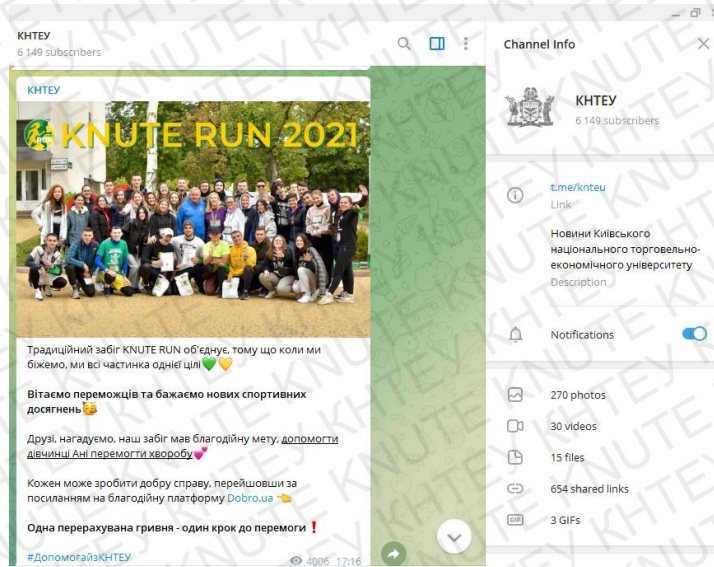 КНТЕУ
6 149 subscribers
КНТЕУ
KNUTE RUN 2021
Традиційний забіг KNUTE RUN об'єднує, тому що коли ми
біжемо, ми всі частинка однієї цілі💚💛
Вітаємо переможців та бажаємо нових спортивних
досягнень🥳
Друзі, нагадуємо, наш забіг мав благодійну мету, допомогти
дівчинці Ані перемогти хворобу💕
Кожен може зробити добру справу, перейшовши за
посиланням на благодійну платформу Dobro.ua 👈
Одна перерахована гривня - один крок до перемоги❗
#ДопомогайзКНТЕУ
4006 17:16
Channel Info
КНТЕУ
6 149 subscribers
t.me/knteu
Link
Новини Київського
національного торговельно-
економічного університету
Description
Notifications
270 photos
30 videos
15 files
654 shared links
GIF 3 GIFs